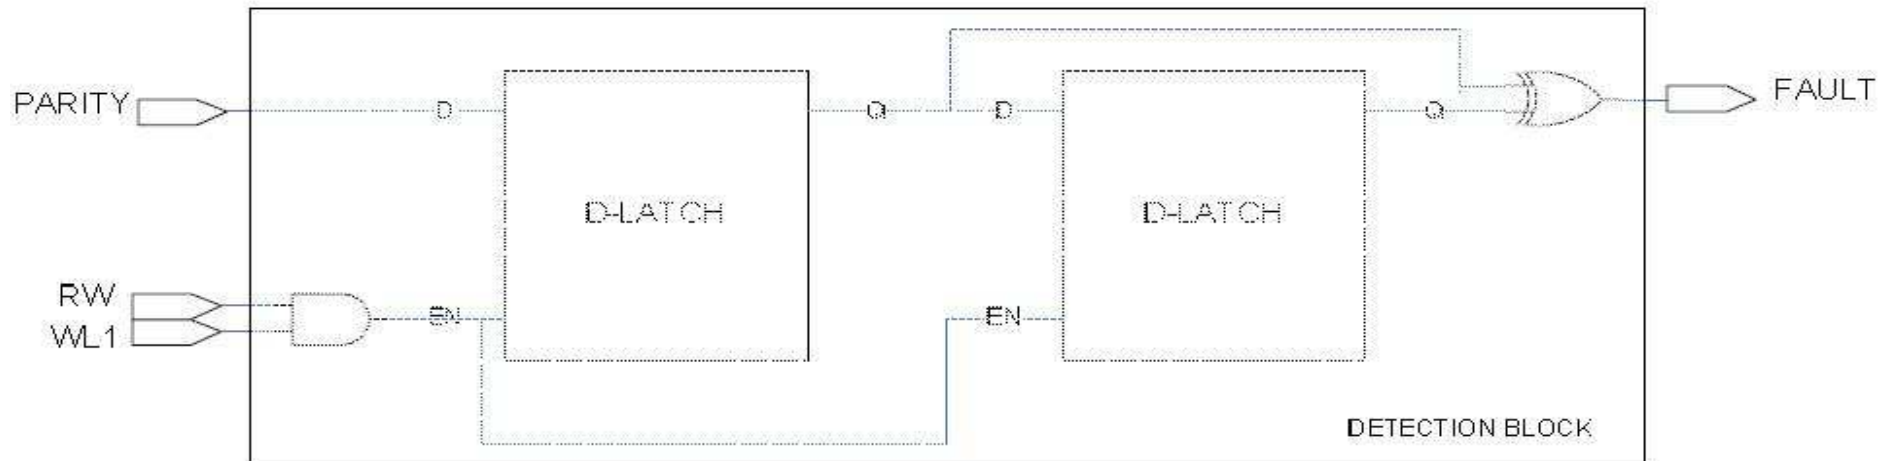 PARITY
D
Q
D
Q
FAULT
D-LATCH
D-LATCH
RW
WL1
EN
EN
DETECTION BLOCK